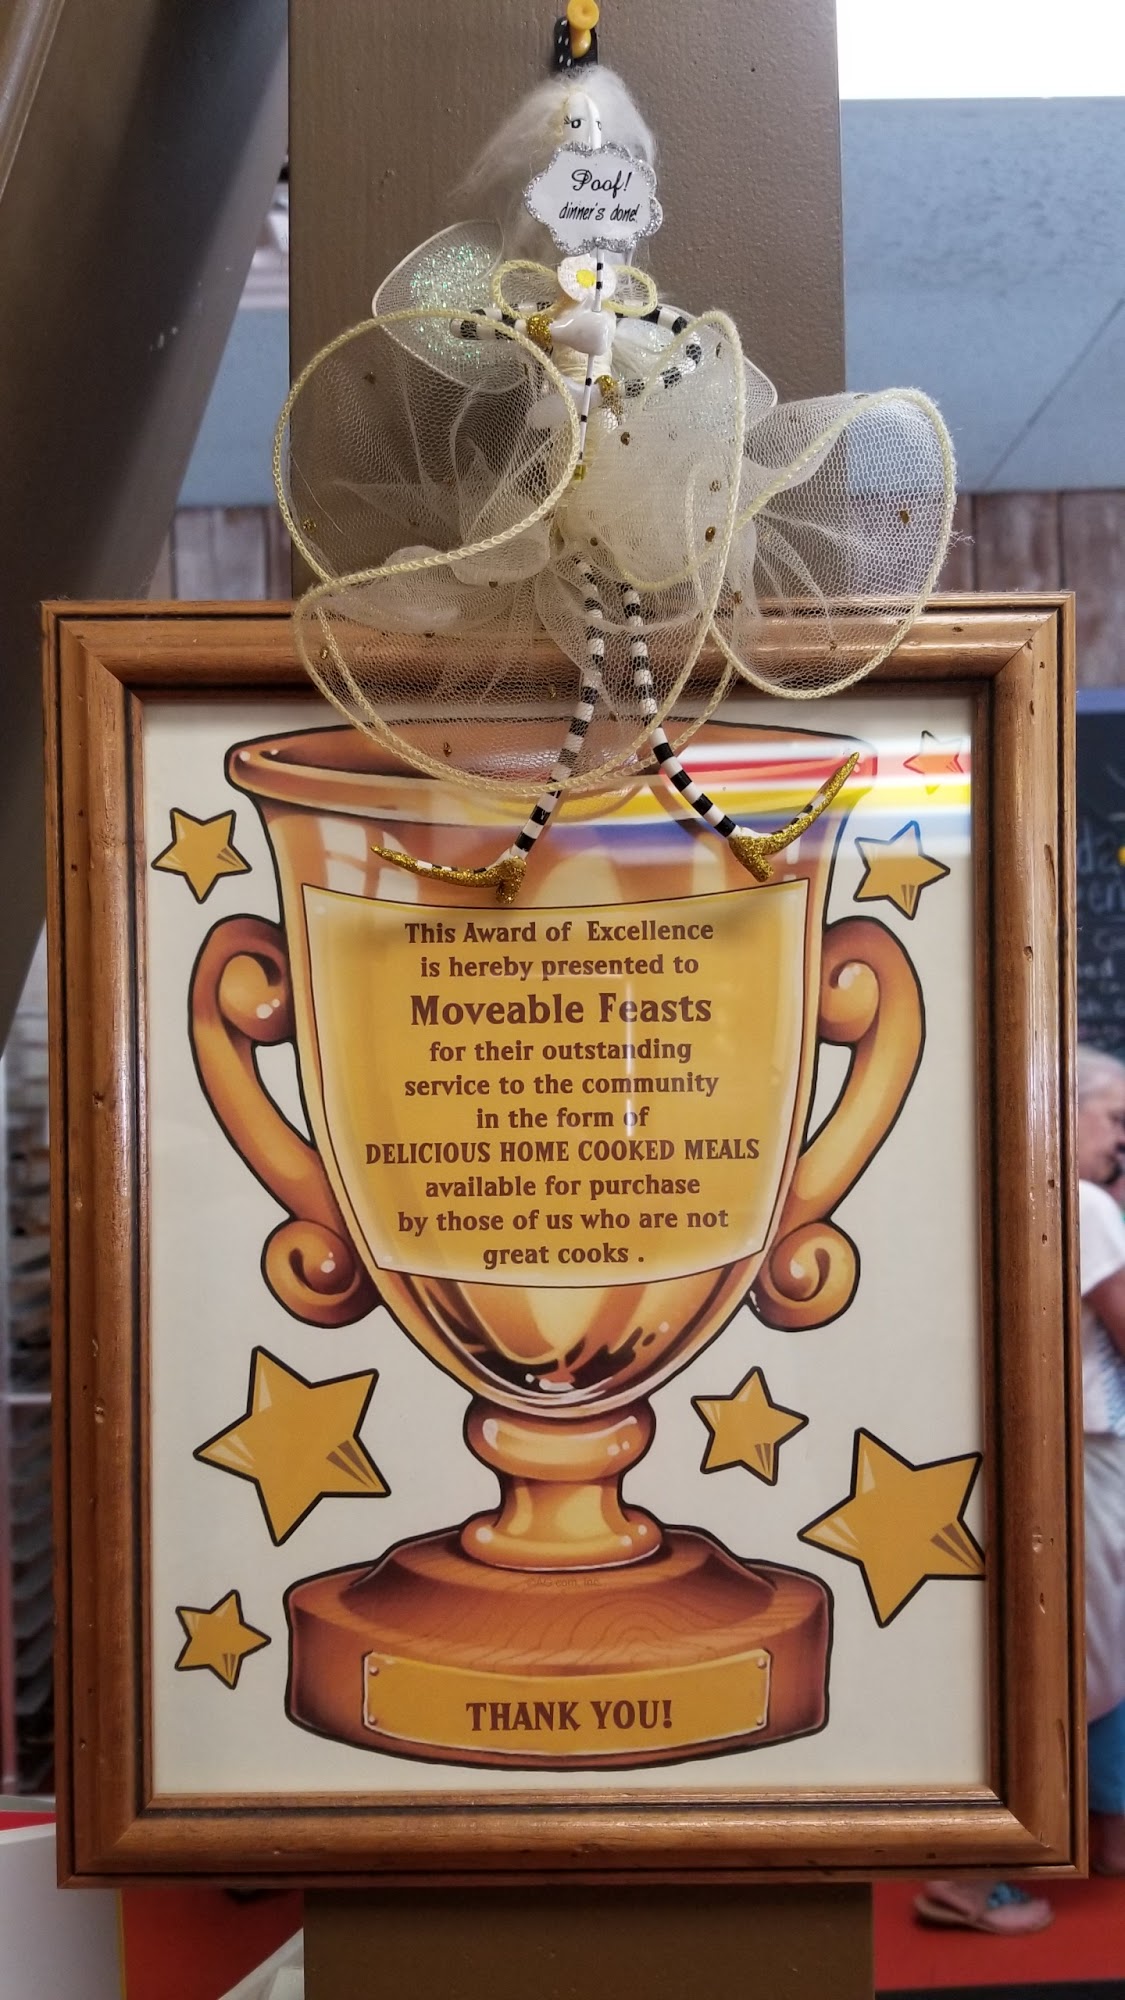 Poof!
dinner's done!
This Award of Excellence
is hereby presented to
Moveable Feasts
for their outstanding
service to the community
in the form of
DELICIOUS HOME COOKED MEALS
available for purchase
by those of us who are not
great cooks .
THANK YOU!